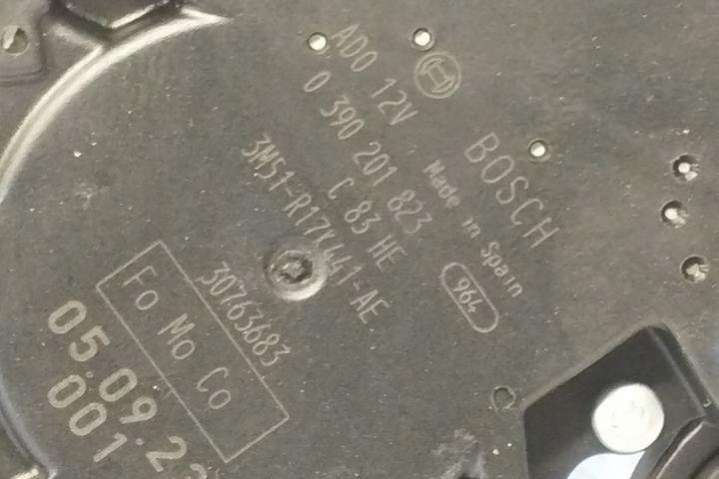 ADO 12V
0 390 201 823
C 83 HE
3M51-R17K441-AE
BOSCH
Made in Spain
964
30763683
Fo Mo Co
05.09.22
001